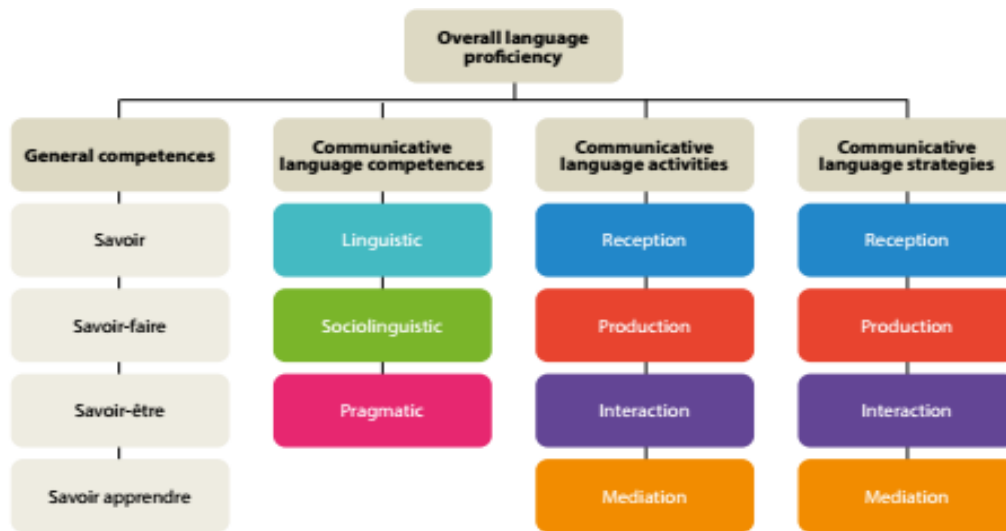 Overall language
proficiency
General competences
Communicative
language competences
Communicative
language activities
Communicative
language strategies
Savoir
Linguistic
Reception
Reception
Savoir-faire
Sociolinguistic
Production
Production
Savoir-être
Pragmatic
Interaction
Interaction
Savoir apprendre
Mediation
Mediation